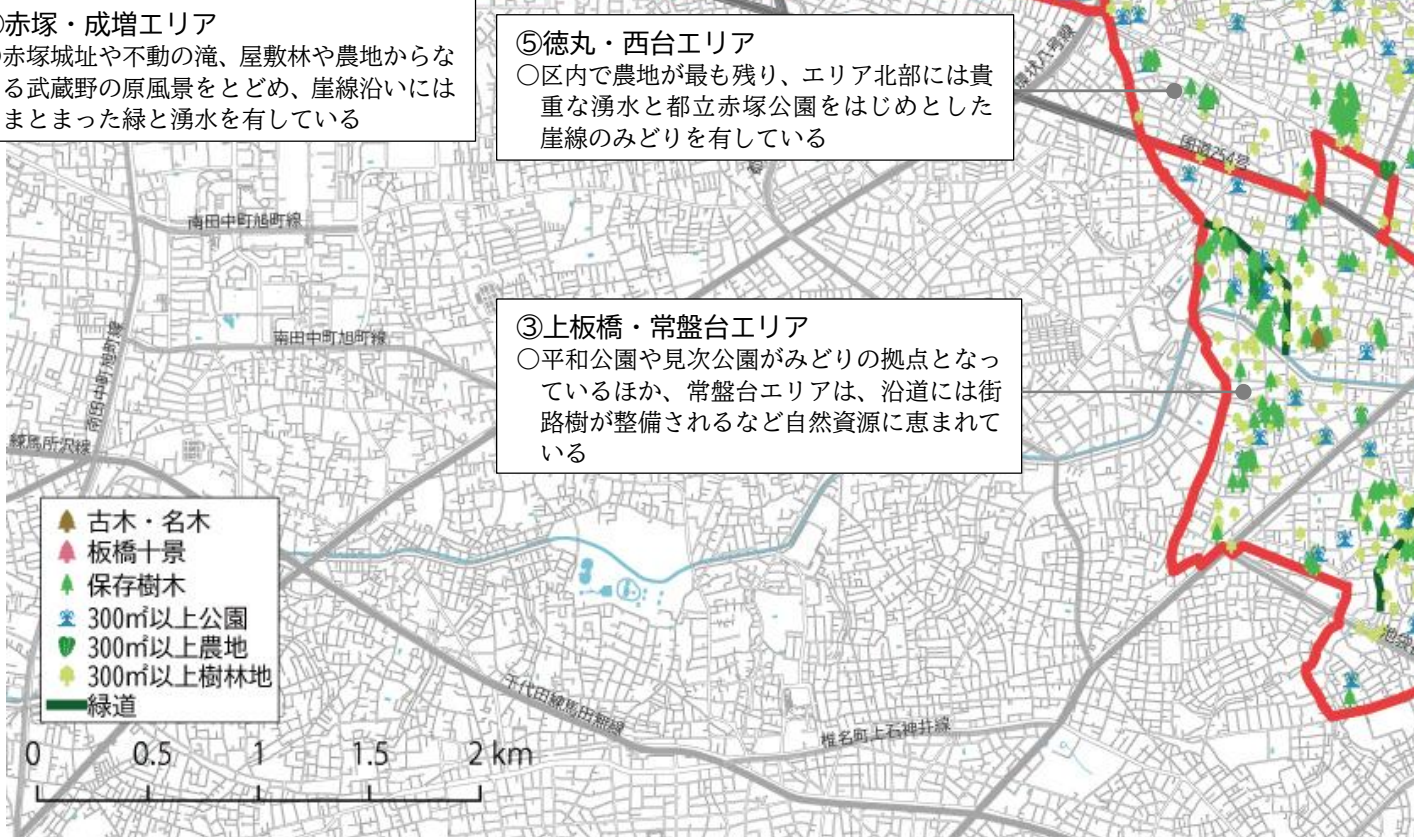 赤塚・成増エリア
赤塚城址や不動の滝、屋敷林や農地からな
る武蔵野の原風景をとどめ、崖線沿いには
まとまった緑と湧水を有している
⑤徳丸・西台エリア
○区内で農地が最も残り、エリア北部には貴
重な湧水と都立赤塚公園をはじめとした
崖線のみどりを有している
国道254号
南田中町旭町線
③上板橋・常盤台エリア
○平和公園や見次公園がみどりの拠点となっ
ているほか、常盤台エリアは、沿道には街
路樹が整備されるなど自然資源に恵まれて
いる
南田中町旭町線
南田中町旭町線
練馬所沢線
古木・名木
板橋十景
保存樹木
300㎡以上公園
300㎡以上農地
300㎡以上樹林地
緑道
千代田練馬田無線
椎名町上石神井線
0 0.5 1 1.5 2 km